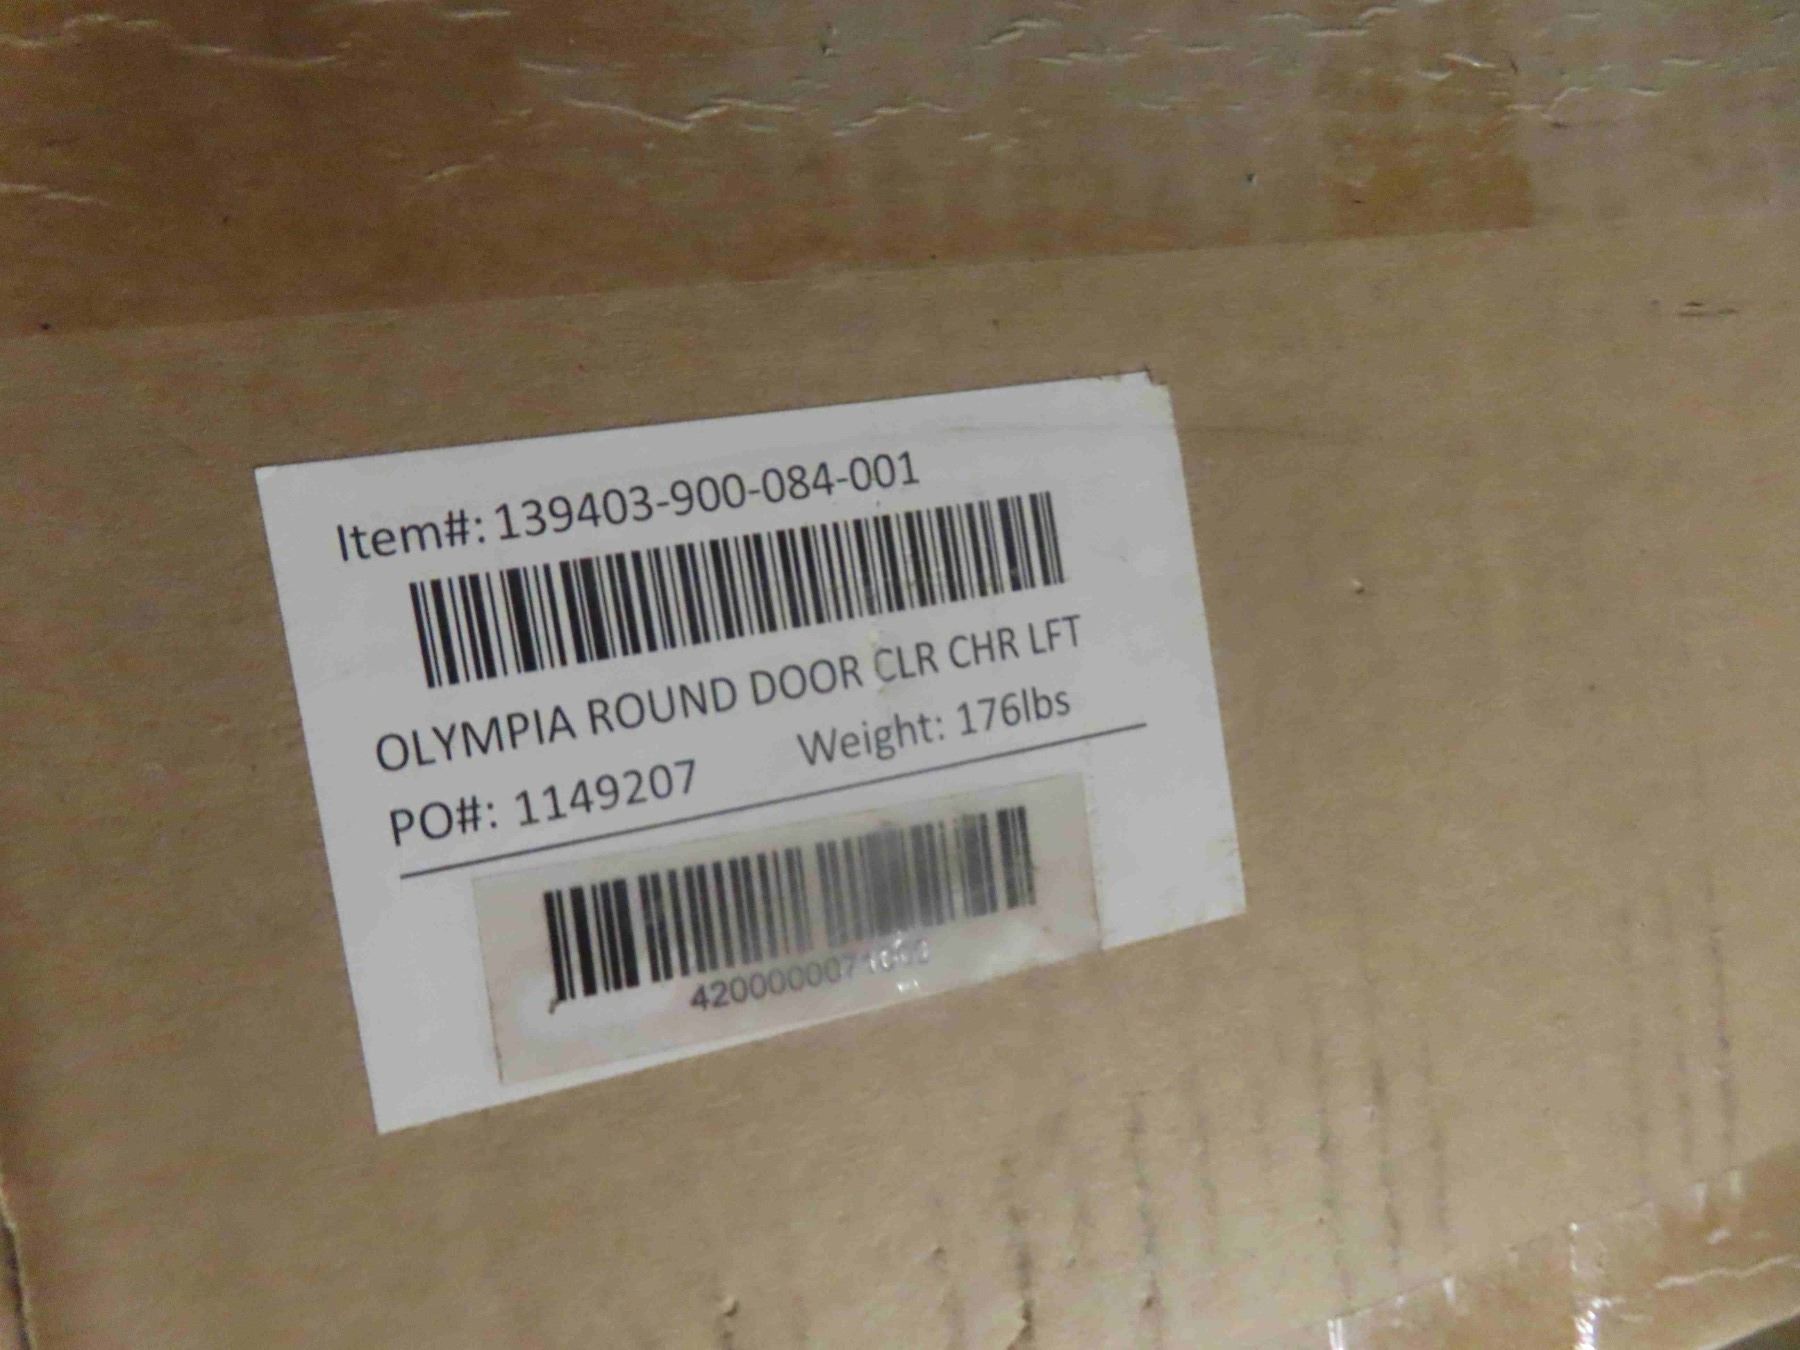 Item#: 139403-900-084-001
OLYMPIA ROUND DOOR CLR CHR LFT
PO#: 1149207 Weight: 176lbs